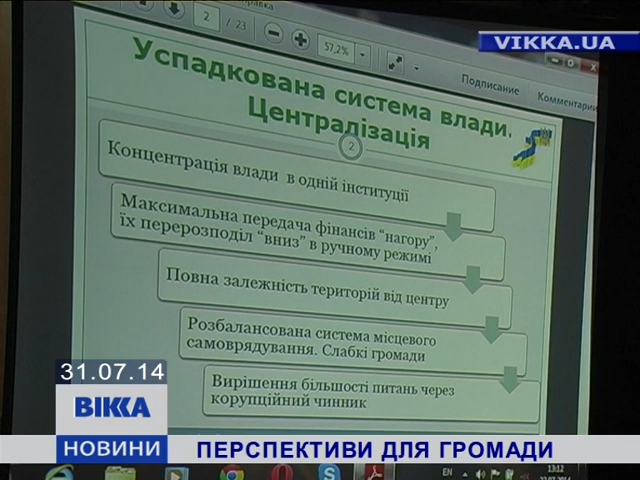 правка
2 / 23
57,2%
VIKKA.UA
Подписание
Комментарии
Успадкована система влади.
Централізація
2
Концентрація влади в одній інституції
Максимальна передача фінансів “нагору”,
їх перерозподіл “вниз” в ручному режимі
Повна залежність територій від центру
Розбалансована система місцевого
самоврядування. Слабкі громади
Вирішення більшості питань через
корупційний чинник
31.07.14
ВІККА
НОВИНИ
ПЕРСПЕКТИВИ ДЛЯ ГРОМАДИ
EN
13:12